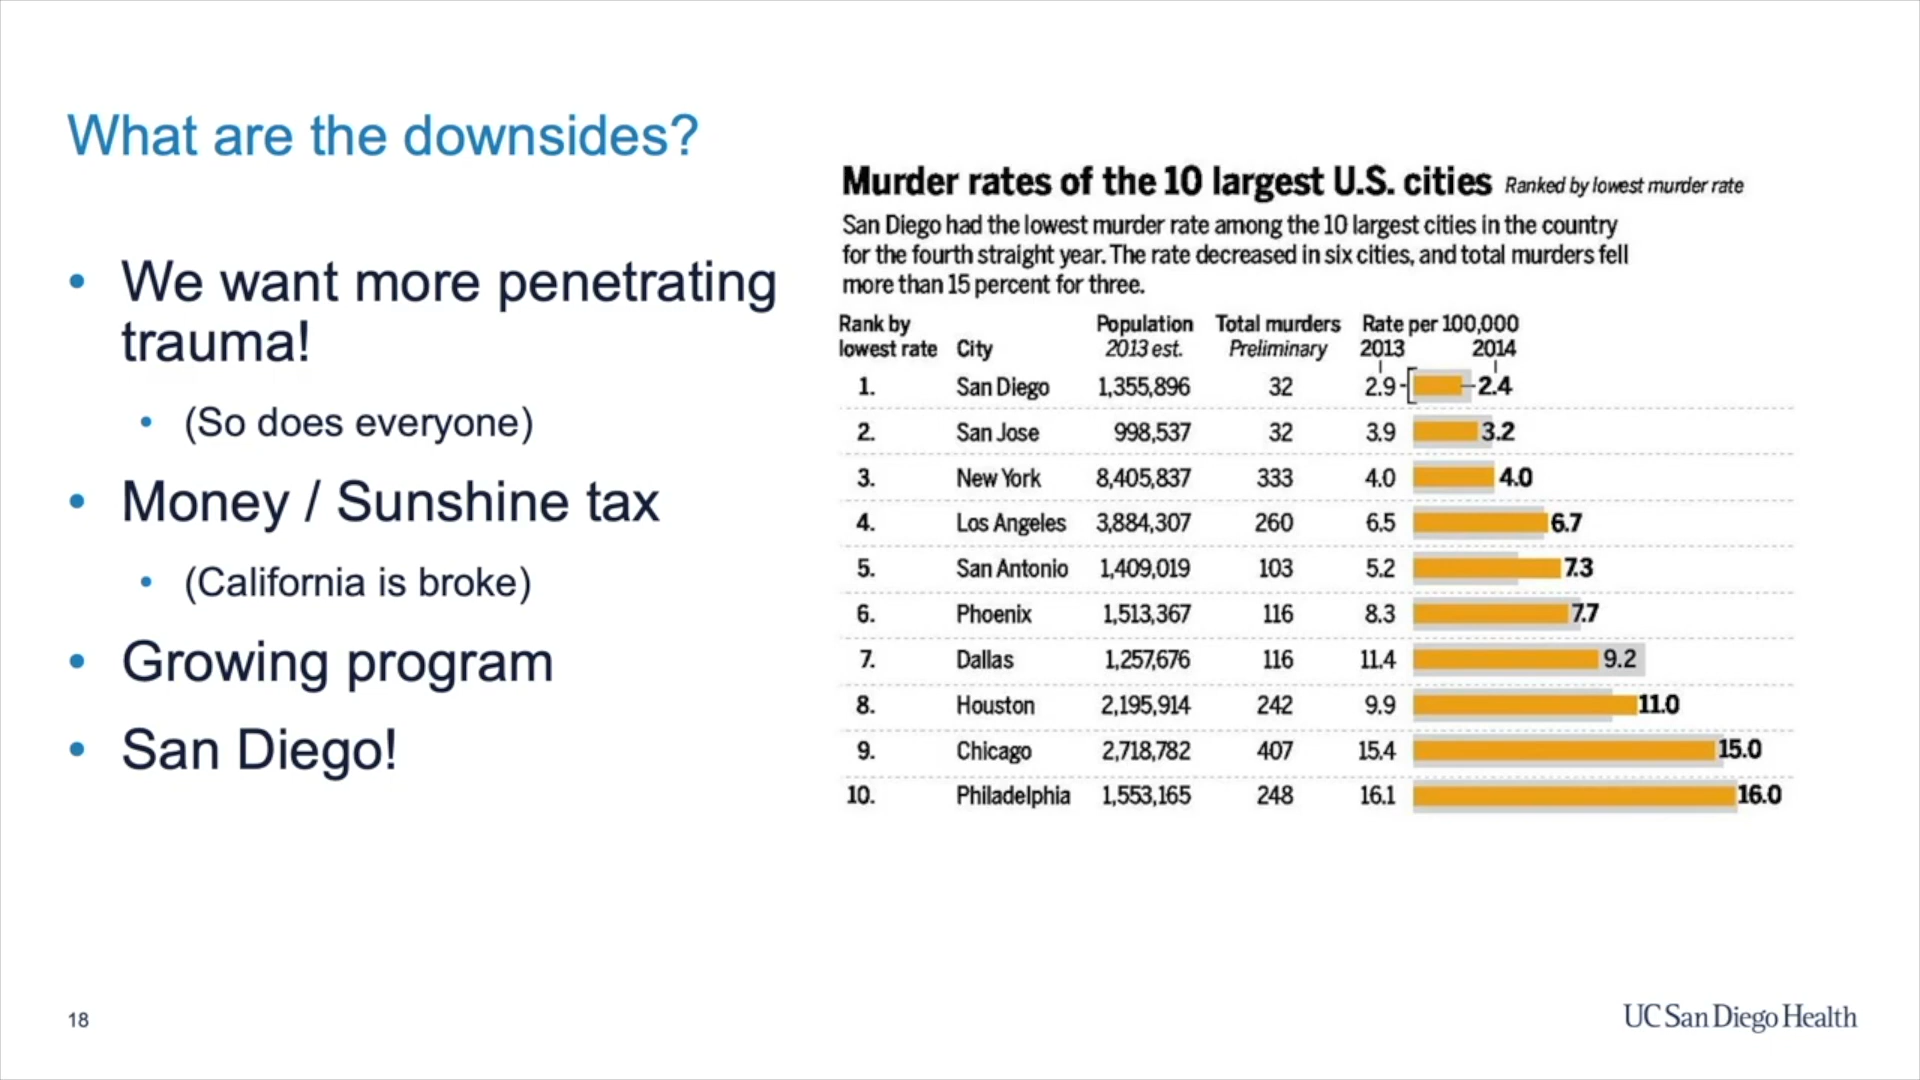 What are the downsides?
• We want more penetrating
trauma!
• (So does everyone)
• Money / Sunshine tax
• (California is broke)
• Growing program
• San Diego!
Murder rates of the 10 largest U.S. cities Ranked by lowest murder rate
San Diego had the lowest murder rate among the 10 largest cities in the country
for the fourth straight year. The rate decreased in six cities, and total murders fell
more than 15 percent for three.
Rank by Population Total murders Rate per 100,000
lowest rate City 2013 est. Preliminary 2013 2014
1. San Diego 1,355,896 32 2.9 2.4
2. San Jose 998,537 32 3.9 3.2
3. New York 8,405,837 333 4.0 4.0
4. Los Angeles 3,884,307 260 6.5 6.7
5. San Antonio 1,409,019 103 5.2 7.3
6. Phoenix 1,513,367 116 8.3 7.7
7. Dallas 1,257,676 116 11.4 9.2
8. Houston 2,195,914 242 9.9 11.0
9. Chicago 2,718,782 407 15.4 15.0
10. Philadelphia 1,553,165 248 16.1 16.0
18
UC San Diego Health